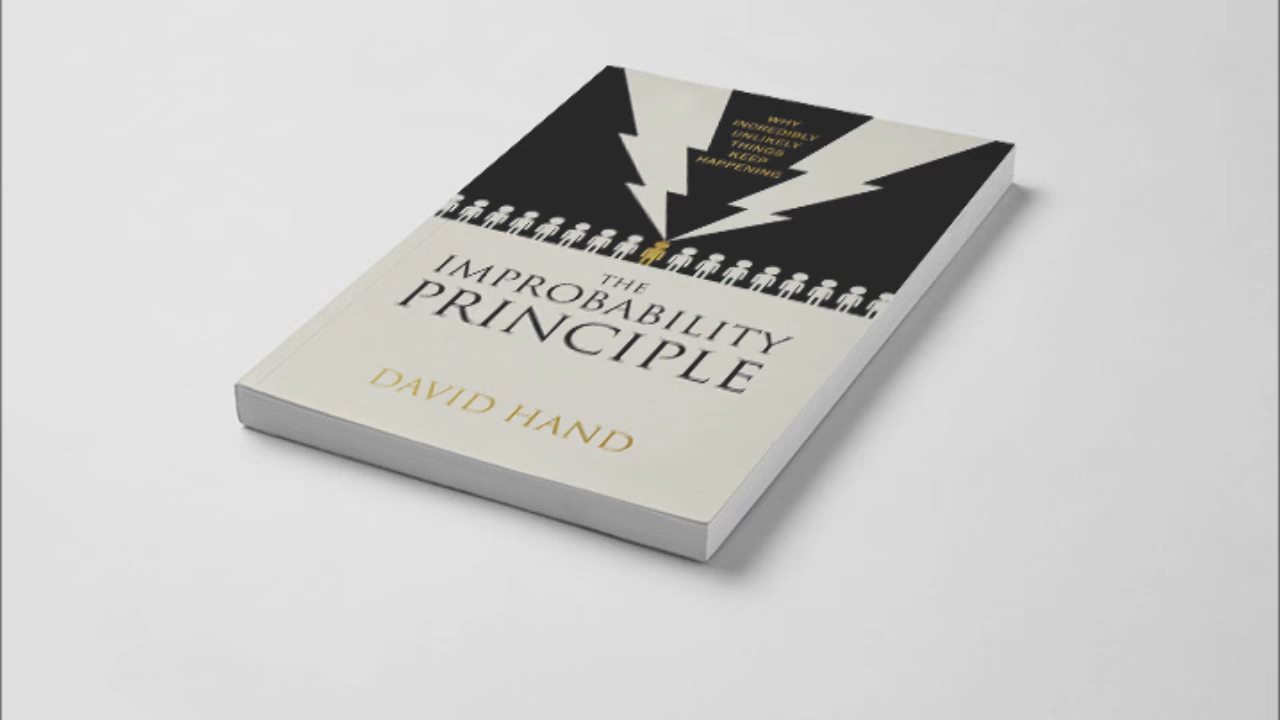 WHY
INCREDIBLY
UNLIKELY
THINGS
KEEP
HAPPENING
THE
IMPROBABILITY
PRINCIPLE
DAVID HAND